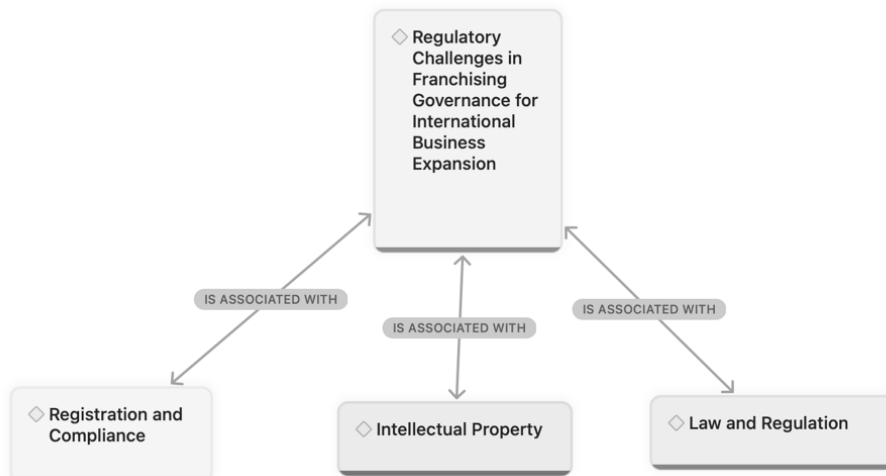 Regulatory
Challenges in
Franchising
Governance for
International
Business
Expansion
IS ASSOCIATED WITH
IS ASSOCIATED WITH
IS ASSOCIATED WITH
Registration and
Compliance
Intellectual Property
Law and Regulation